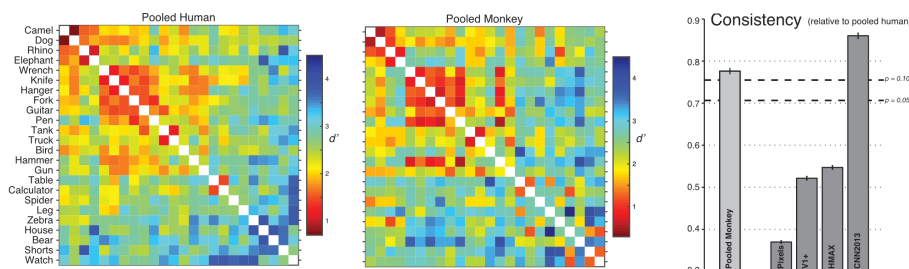 Pooled Human
Camel
Dog
Rhino
Elephant
Wrench
Knife
Hanger
Fork
Guitar
Pen
Tank
Truck
Bird
Hammer
Gun
Table
Calculator
Spider
Leg
Zebra
House
Bear
Shorts
Watch
4
3
d'
2
1
Pooled Monkey
4
3
d'
2
1
Consistency (relative to pooled human
0.9
0.8
0.7
0.6
0.5
0.4
p = 0.10
p = 0.05
Pooled Monkey
Pixels
V1+
HMAX
CNN2013